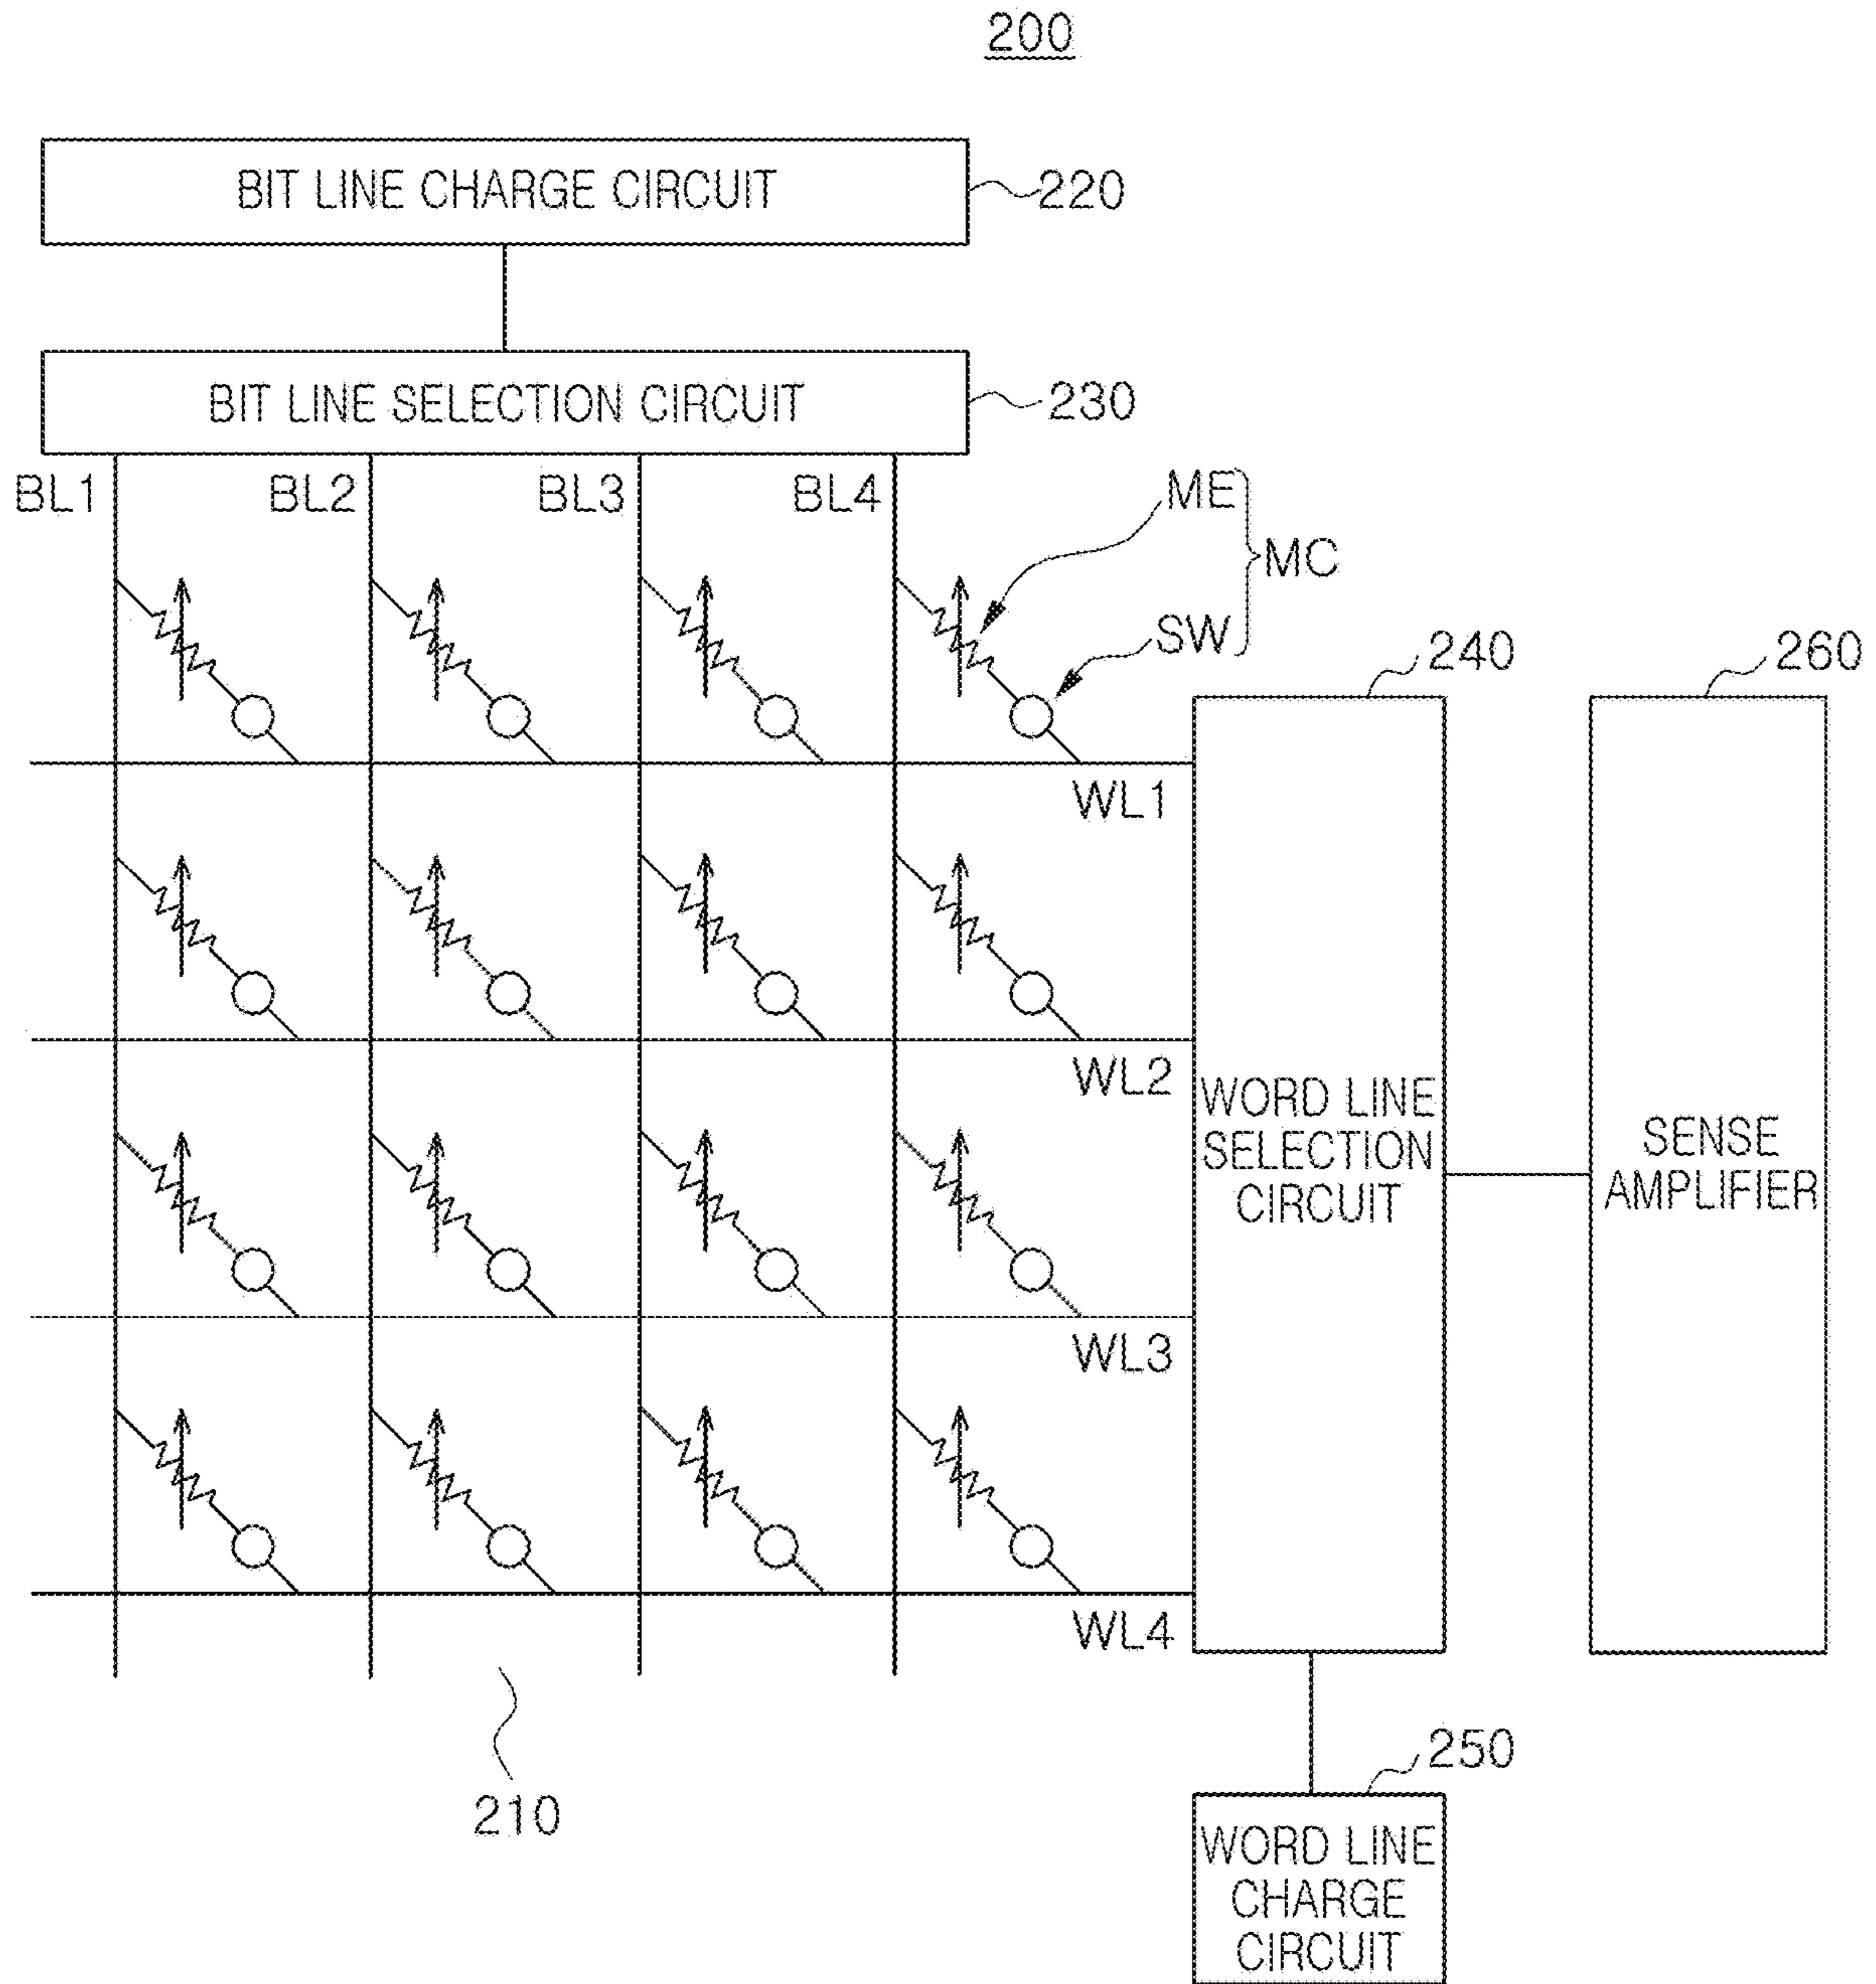 200
BIT LINE CHARGE CIRCUIT
220
BIT LINE SELECTION CIRCUIT
230
BL1
BL2
BL3
BL4
ME
MC
SW
240
260
WL1
WL2
WORD LINE
SELECTION
CIRCUIT
SENSE
AMPLIFIER
WL3
WL4
210
250
WORD LINE
CHARGE
CIRCUIT